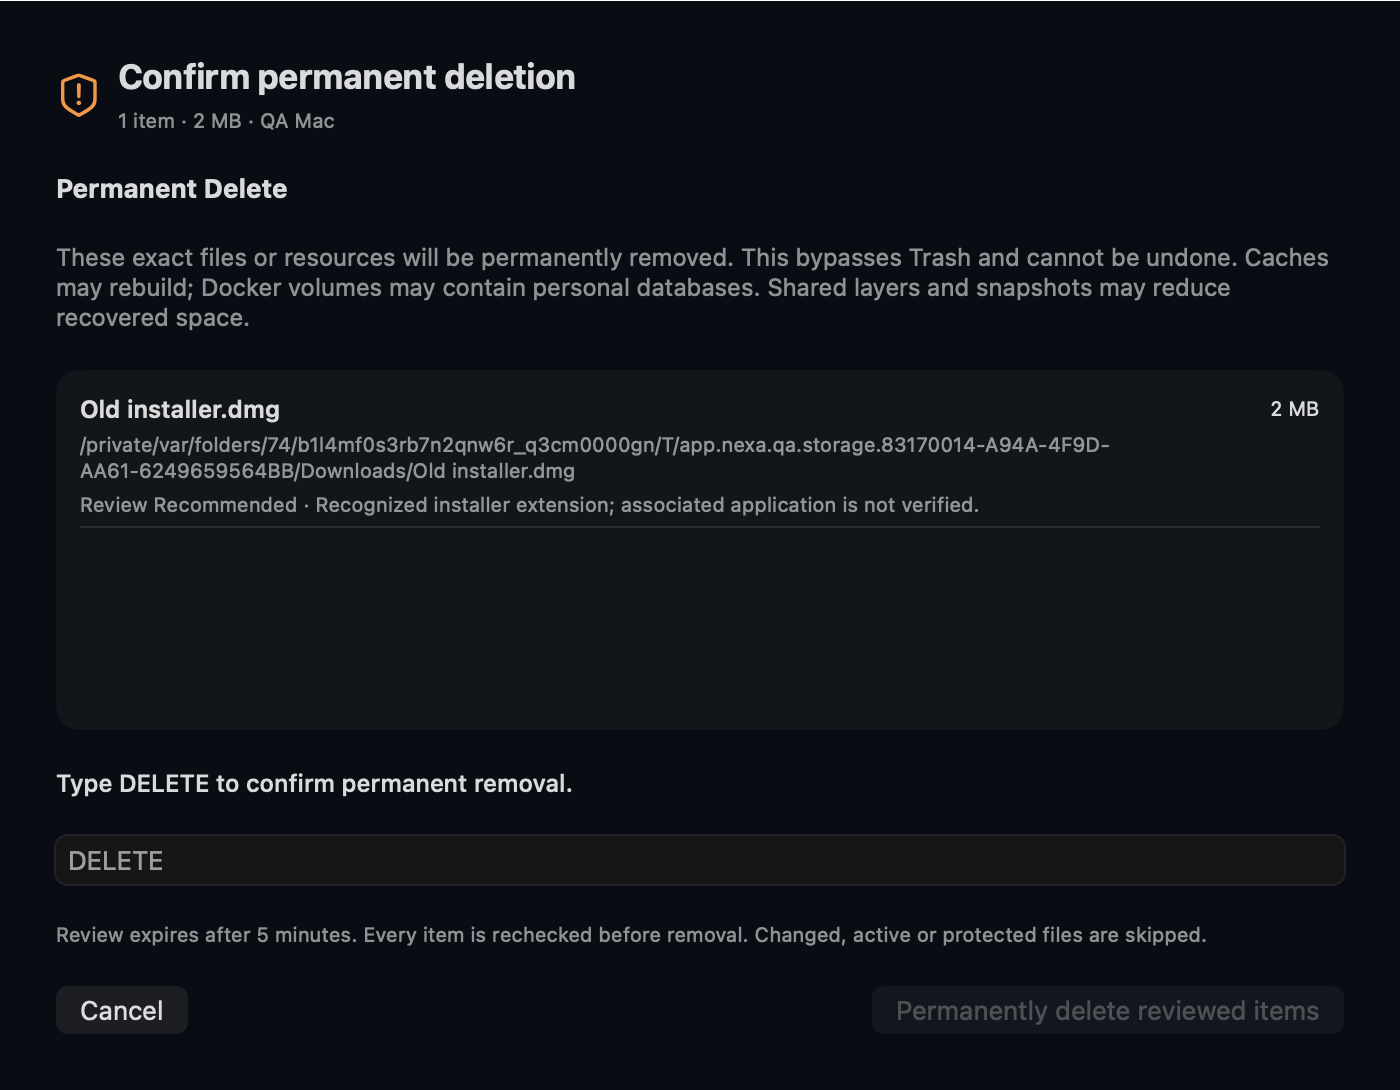 Confirm permanent deletion
1 item · 2 MB · QA Mac
Permanent Delete
These exact files or resources will be permanently removed. This bypasses Trash and cannot be undone. Caches
may rebuild; Docker volumes may contain personal databases. Shared layers and snapshots may reduce
recovered space.
Old installer.dmg
2 MB
/private/var/folders/74/b1l4mf0s3rb7n2qnw6r_q3cm0000gn/T/app.nexa.qa.storage.83170014-A94A-4F9D-
AA61-6249659564BB/Downloads/Old installer.dmg
Review Recommended · Recognized installer extension; associated application is not verified.
Type DELETE to confirm permanent removal.
DELETE
Review expires after 5 minutes. Every item is rechecked before removal. Changed, active or protected files are skipped.
Cancel
Permanently delete reviewed items